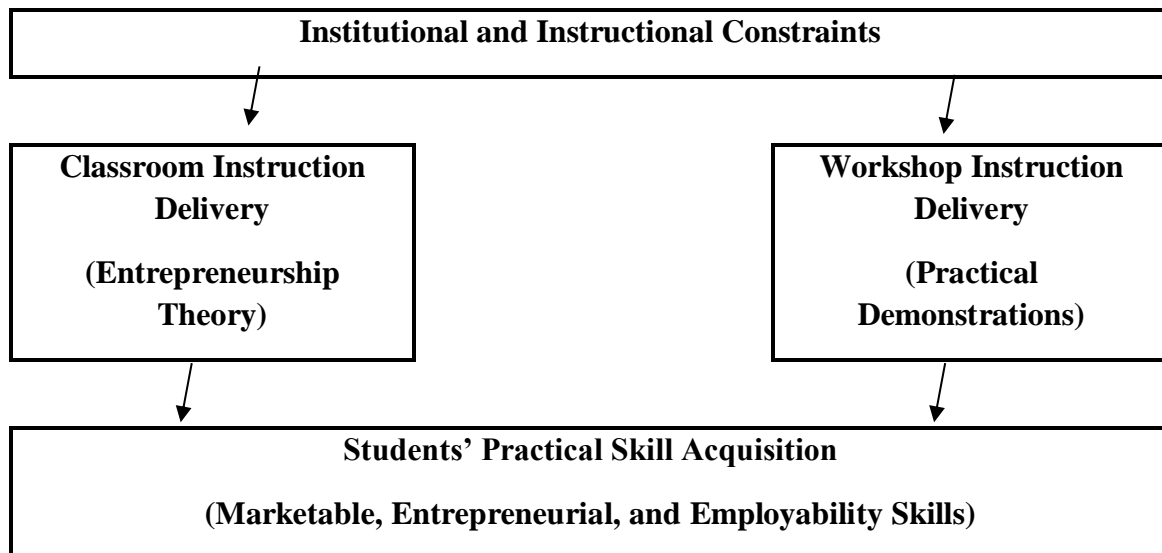 Institutional and Instructional Constraints
Classroom Instruction
Delivery
(Entrepreneurship
Theory)
Workshop Instruction
Delivery
(Practical
Demonstrations)
Students’ Practical Skill Acquisition
(Marketable, Entrepreneurial, and Employability Skills)